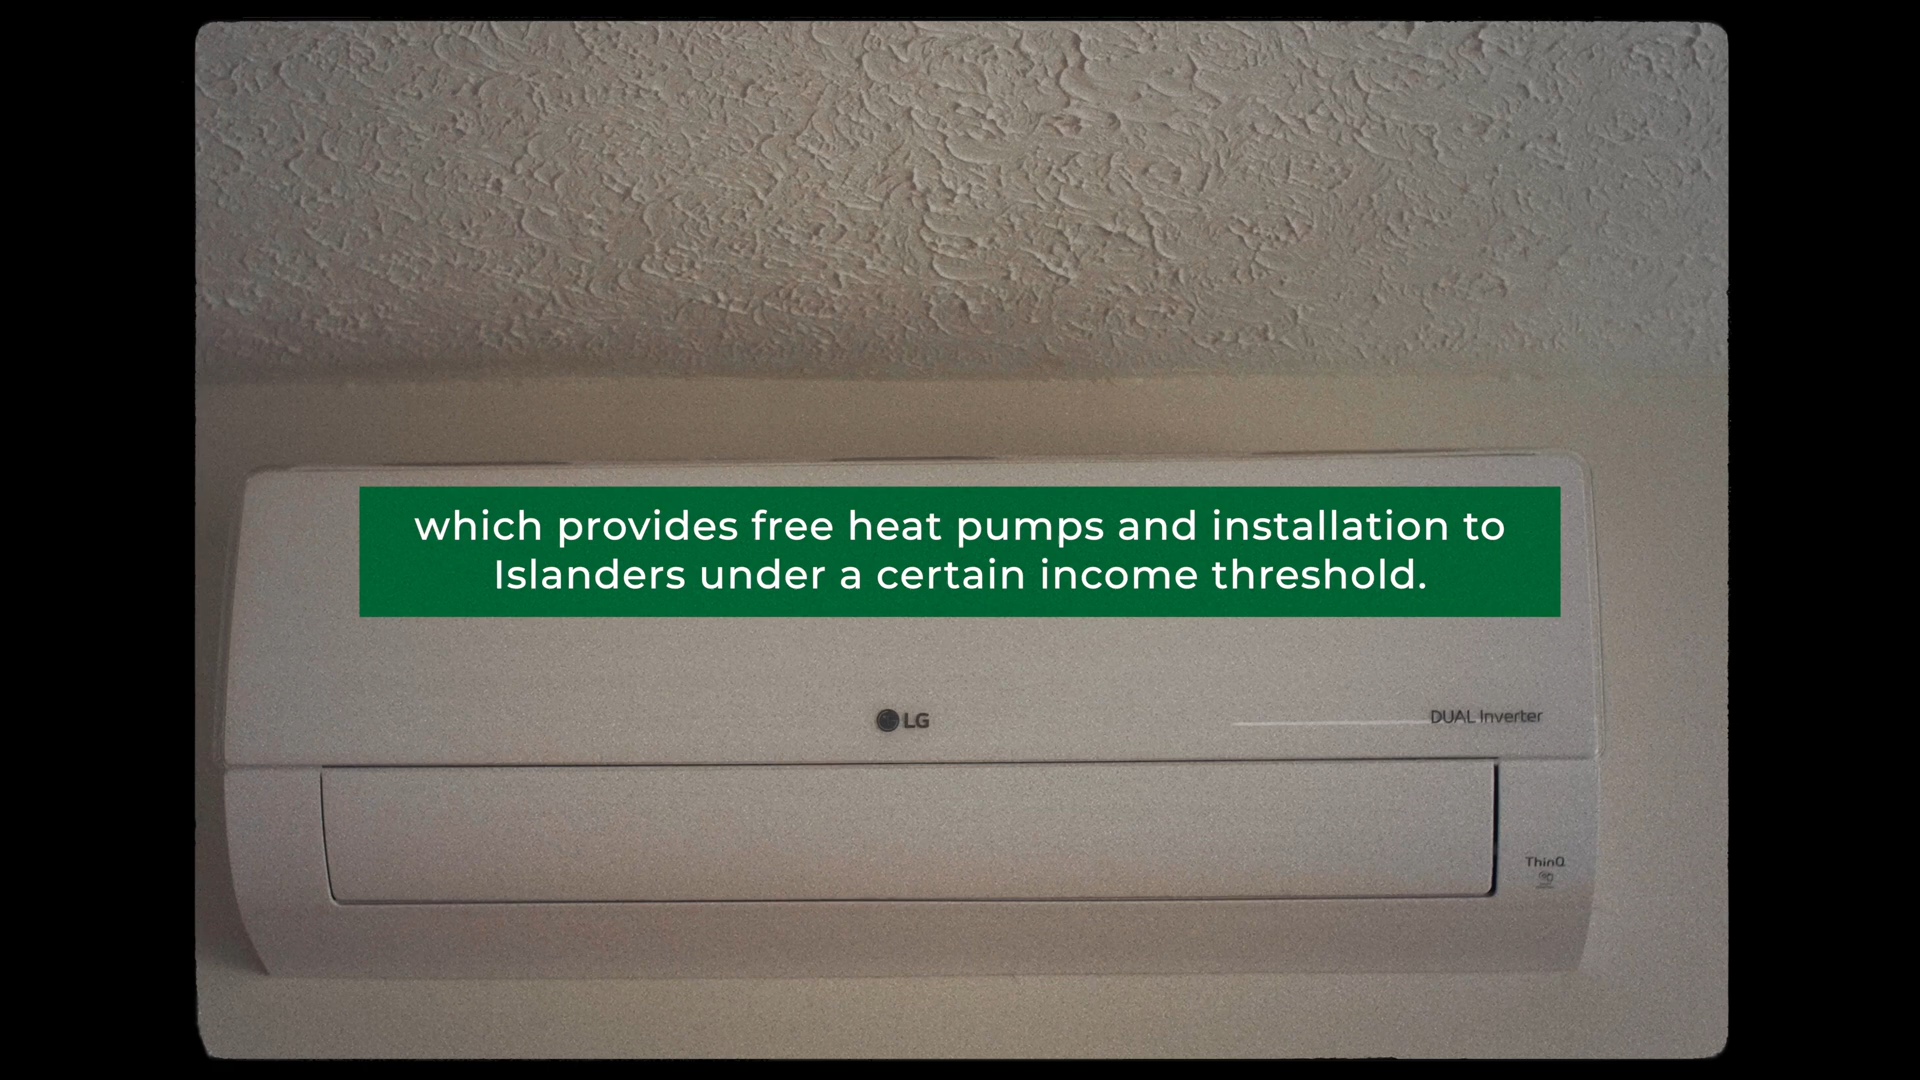 which provides free heat pumps and installation to
Islanders under a certain income threshold.
LG
DUAL Inverter
ThinQ